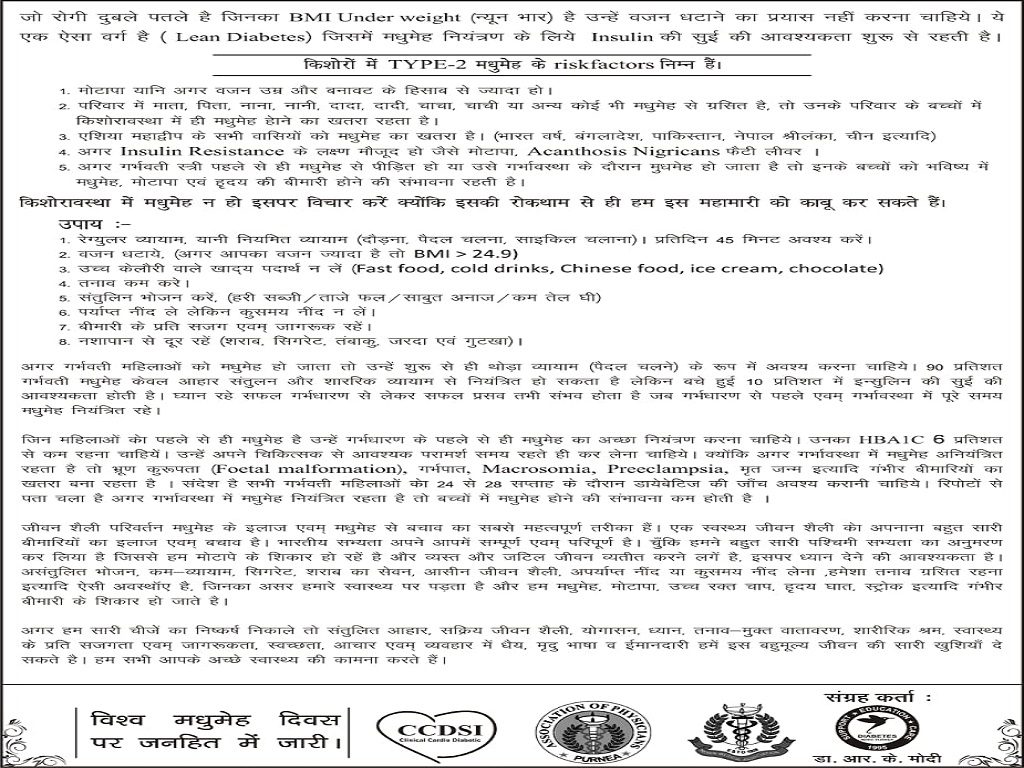 जो रोगी दुबले पतले है जिनका BMI Under weight (न्यून भार) है उन्हें वजन धटाने का प्रयास नहीं करना चाहिये। ये
एक ऐसा वर्ग है ( Lean Diabetes) जिसमें मधुमेह नियंत्रण के लिये Insulin की सुई की आवश्यकता शुरू से रहती है।
किशोरों में TYPE-2 मधुमेह के riskfactors निम्न हैं।
1. मोटापा यानि अगर वजन उम्र और बनावट के हिसाब से ज्यादा हो।
2. परिवार में माता, पिता, नाना, नानी, दादा, दादी, चाचा, चाची या अन्य कोई भी मधुमेह से ग्रसित है, तो उनके परिवार के बच्चों में
किशोरावस्था में ही मधुमेह हेाने का खतरा रहता है।
3. एशिया महाद्वीप के सभी वासियों को मधुमेह का खतरा है। (भारत वर्ष, बंगलादेश, पाकिस्तान, नेपाल श्रीलंका, चीन इत्यादि)
4. अगर Insulin Resistance के लक्ष्ण मौजूद हो जैसे मोटापा, Acanthosis Nigricans फैटी लीवर ।
5. अगर गर्भवती स्त्री पहले से ही मधुमेह से पीड़ित हो या उसे गर्भावस्था के दौरान मुधमेह हो जाता है तो इनके बच्चों को भविष्य में
मधुमेह, मोटापा एवं हृदय की बीमारी होने की संभावना रहती है।
किशोरावस्था में मधुमेह न हो इसपर विचार करें क्योंकि इसकी रोकथाम से ही हम इस महामारी को काबू कर सकते हैं।
उपाय :–
1. रेग्युलर व्यायाम, यानी नियमित व्यायाम (दौड़ना, पैदल चलना, साइकिल चलाना)। प्रतिदिन 45 मिनट अवश्य करें।
2. वजन धटाये, (अगर आपका वजन ज्यादा है तो BMI > 24.9)
3. उच्च केलौरी वाले खाद्य पदार्थ न लें (Fast food, cold drinks, Chinese food, ice cream, chocolate)
4. तनाव कम करे।
5. संतुलिन भोजन करें, (हरी सब्जी/ताजे फल/साबुत अनाज/कम तेल घी)
6. पर्याप्त नींद ले लेकिन कुसमय नींद न लें।
7. बीमारी के प्रति सजग एवम् जागरूक रहें।
8. नशापान से दूर रहें (शराब, सिगरेट, तंबाकु, जरदा एवं गुटखा)।
अगर गर्भवती महिलाओं को मधुमेह हो जाता तो उन्हें शुरू से ही थोड़ा व्यायाम (पैदल चलने) के रूप में अवश्य करना चाहिये। 90 प्रतिशत
गर्भवती मधुमेह केवल आहार संतुलन और शाररिक व्यायाम से नियंत्रित हो सकता है लेकिन बचे हुई 10 प्रतिशत में इन्सुलिन की सुई की
आवश्यकता होती है। घ्यान रहे सफल गर्भधारण से लेकर सफल प्रसव तभी संभव होता है जब गर्भधारण से पहले एवम् गर्भावस्था में पूरे समय
मधुमेह नियंत्रित रहे।
जिन महिलाओं केा पहले से ही मधुमेह है उन्हें गर्भधारण के पहले से ही मधुमेह का अच्छा नियंत्रण करना चाहिये। उनका HBA1C 6 प्रतिशत
से कम रहना चाहियें। उन्हें अपने चिकित्सक से आवश्यक परामर्श समय रहते ही कर लेना चाहिये। क्योंकि अगर गर्भावस्था में मधुमेह अनियंत्रित
रहता है तो भ्रूण कुरूपता (Foetal malformation), गर्भपात, Macrosomia, Preeclampsia, मृत जन्म इत्यादि गंभीर बीमारियों का
खतरा बना रहता है । संदेश है सभी गर्भवती महिलाओं केा 24 से 28 सप्ताह के दौरान डायेबेटिज की जाँच अवश्य करानी चाहिये। रिपोटों से
पता चला है अगर गर्भावस्था में मधुमेह नियंत्रित रहता है तो बच्चों में मधुमेह होने की संभावना कम होती है ।
जीवन शैली परिवर्तन मधुमेह के इलाज एवम् मधुमेह से बचाव का सबसे महत्वपूर्ण तरीका हैं। एक स्वस्थ्य जीवन शैली केा अपनाना बहुत सारी
बीमारियों का इलाज एवम् बचाव है। भारतीय सभ्यता अपने आपमें सम्पूर्ण एवम् परिपूर्ण है। चुँकि हमने बहुत सारी पश्चिमी सभ्यता का अनुमरण
कर लिया है जिससे हम मोटापे के शिकार हो रहें है और व्यस्त और जटिल जीवन व्यतीत करने लगें है, इसपर ध्यान देने की आवश्यकता है।
असंतुलित भोजन, कम–व्यायाम, सिगरेट, शराब का सेवन, आसीन जीवन शैली, अपर्याप्त नींद या कुसमय नींद लेना ,हमेशा तनाव ग्रसित रहना
इत्यादि ऐसी अवस्थाॅए है, जिनका असर हमारे स्वास्थ्य पर पड़ता है और हम मधुमेह, मोटापा, उच्च रक्त चाप, हृदय घात, स्ट्रोक इत्यादि गंभीर
बीमारी के शिकार हो जाते है।
अगर हम सारी चीजें का निष्कर्ष निकाले तो संतुलित आहार, सक्रिय जीवन शैली, योगासन, ध्यान, तनाव–मुक्त वातावरण, शारीरिक श्रम, स्वास्थ्य
के प्रति सजगता एवम् जागरूकता, स्वच्छता, आचार एवम् व्यवहार में धैय, मृदु भाषा व ईमानदारी हमें इस बहुमूल्य जीवन की सारी खुशियाँ दे
सकते है। हम सभी आपके अच्छे स्वास्थ्य की कामना करते हैं।
विश्व मधुमेह दिवस
पर जनहित में जारी।
CCDSI
Clinical Cardio Diabetic
ASSOCIATION OF PHYSICIANS
PURNEA
संग्रह कर्ता :
SUPPORT EDUCATION CARE
DIABETES
1995
डा. आर. के. मोदी